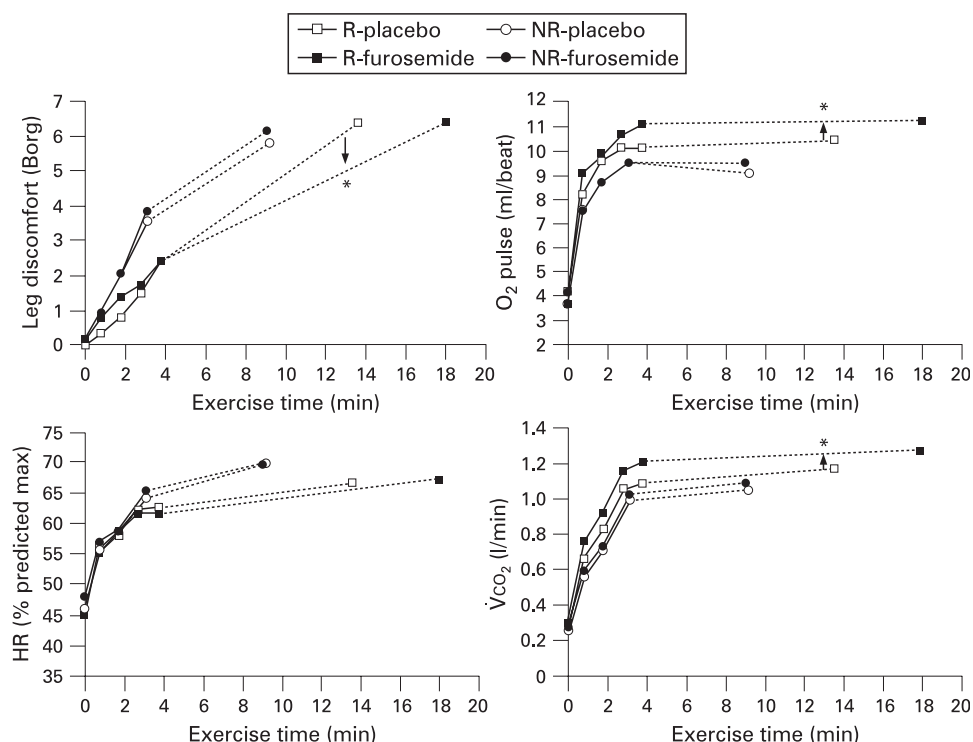 R-placebo NR-placebo
R-furosemide NR-furosemide
Leg discomfort (Borg)
7
6
5
4
3
2
1
0
0 2 4 6 8 10 12 14 16 18 20
Exercise time (min)
*
O2 pulse (ml/beat)
12
11
10
9
8
7
6
5
4
3
2
0 2 4 6 8 10 12 14 16 18 20
Exercise time (min)
*
HR (% predicted max)
75
70
65
60
55
50
45
40
35
0 2 4 6 8 10 12 14 16 18 20
Exercise time (min)
V̇CO2 (l/min)
1.4
1.2
1.0
0.8
0.6
0.4
0.2
0
0 2 4 6 8 10 12 14 16 18 20
Exercise time (min)
*